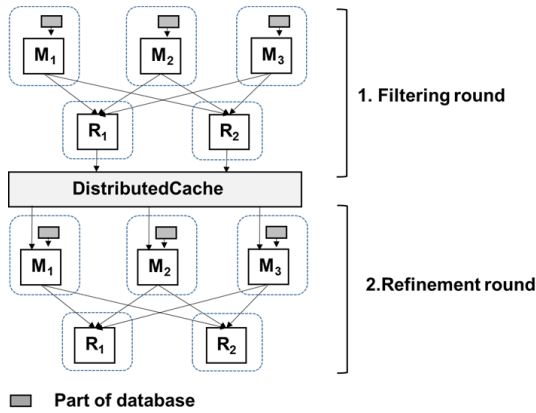 M1 M2 M3
1. Filtering round
R1 R2
DistributedCache
M1 M2 M3
2.Refinement round
R1 R2
Part of database